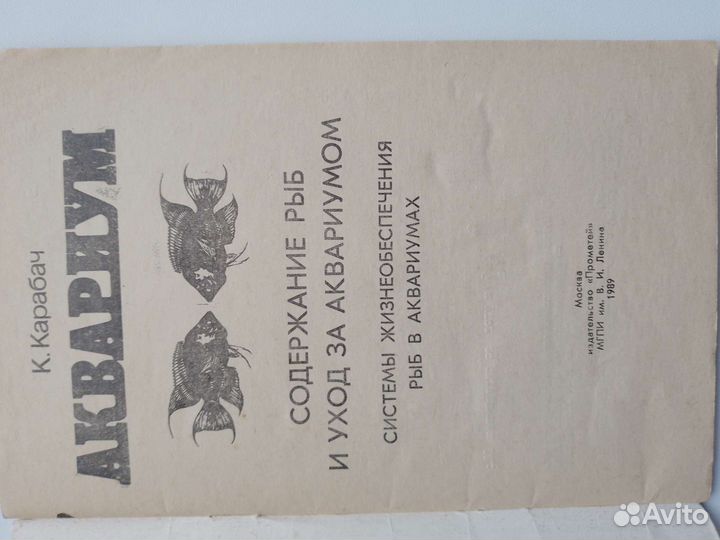 К. Карабач
АКВАРИУМ
СОДЕРЖАНИЕ РЫБ
И УХОД ЗА АКВАРИУМОМ
СИСТЕМЫ ЖИЗНЕОБЕСПЕЧЕНИЯ
РЫБ В АКВАРИУМАХ
Москва
издательство «Прометей»
МГПИ им. В. И. Ленина
1989
Avito